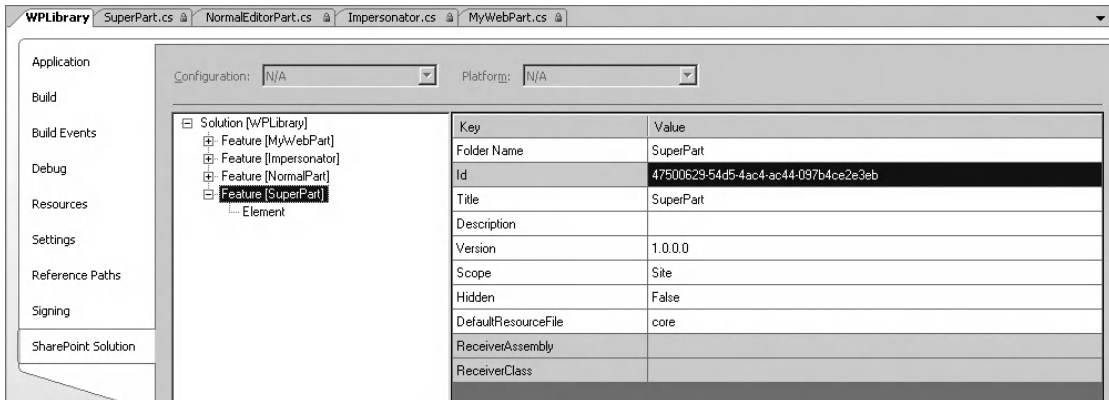 WPLibrary SuperPart.cs NormalEditorPart.cs Impersonator.cs MyWebPart.cs
Application
Build
Build Events
Debug
Resources
Settings
Reference Paths
Signing
SharePoint Solution
Configuration: N/A Platform: N/A
Solution [WPLibrary]
Feature [MyWebPart]
Feature [Impersonator]
Feature [NormalPart]
Feature [SuperPart]
Element
Key Value
Folder Name SuperPart
Id 47500629-54d5-4ac4-ac44-097b4ce2e3eb
Title SuperPart
Description
Version 1.0.0.0
Scope Site
Hidden False
DefaultResourceFile core
ReceiverAssembly
ReceiverClass